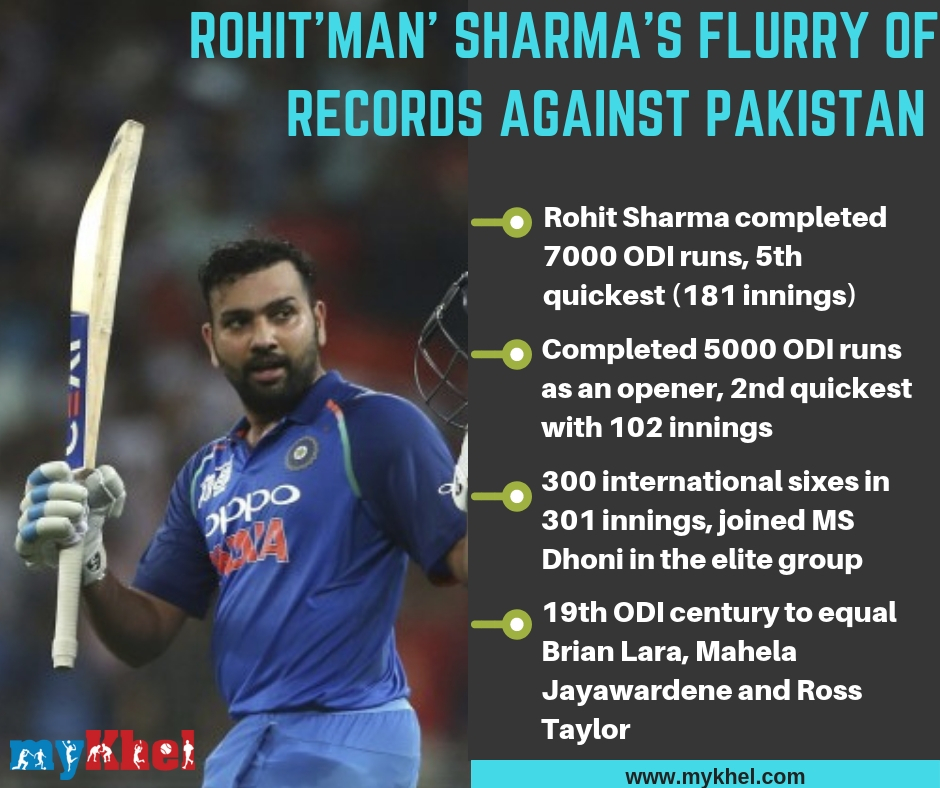 ROHIT'MAN' SHARMA'S FLURRY OF
RECORDS AGAINST PAKISTAN
Rohit Sharma completed
7000 ODI runs, 5th
quickest (181 innings)
Completed 5000 ODI runs
as an opener, 2nd quickest
with 102 innings
300 international sixes in
301 innings, joined MS
Dhoni in the elite group
19th ODI century to equal
Brian Lara, Mahela
Jayawardene and Ross
Taylor
oppo
myKhel
www.mykhel.com